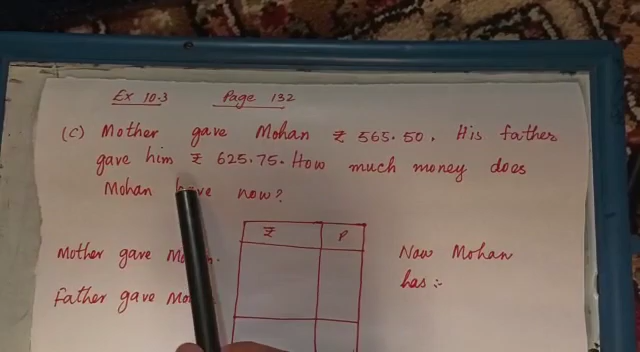 Ex 10.3 Page 132
(c) Mother gave Mohan ₹ 565.50. His father
gave him ₹ 625.75. How much money does
Mohan have now?
₹ P
Mother gave
Now Mohan
has :-
Father gave